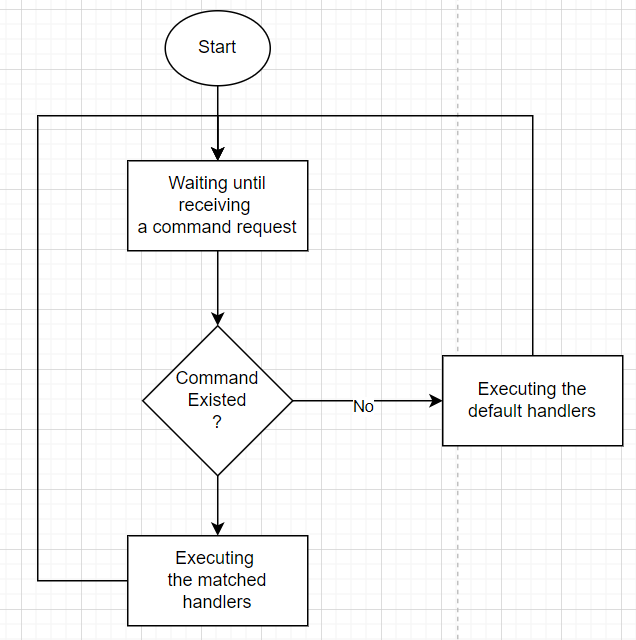 Start
Waiting until
receiving
a command request
Command
Existed
?
No
Executing the
default handlers
Executing
the matched
handlers